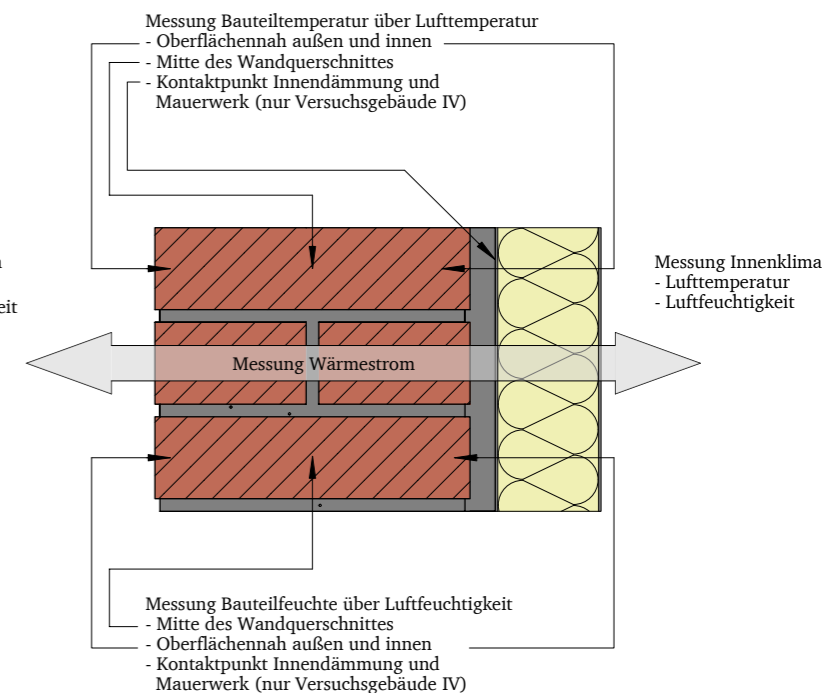 Messung Bauteiltemperatur über Lufttemperatur
- Oberflächennah außen und innen
- Mitte des Wandquerschnittes
- Kontaktpunkt Innendämmung und
Mauerwerk (nur Versuchsgebäude IV)
Messung Innenklima
- Lufttemperatur
- Luftfeuchtigkeit
Messung Wärmestrom
Messung Bauteilfeuchte über Luftfeuchtigkeit
- Mitte des Wandquerschnittes
- Oberflächennah außen und innen
- Kontaktpunkt Innendämmung und
Mauerwerk (nur Versuchsgebäude IV)